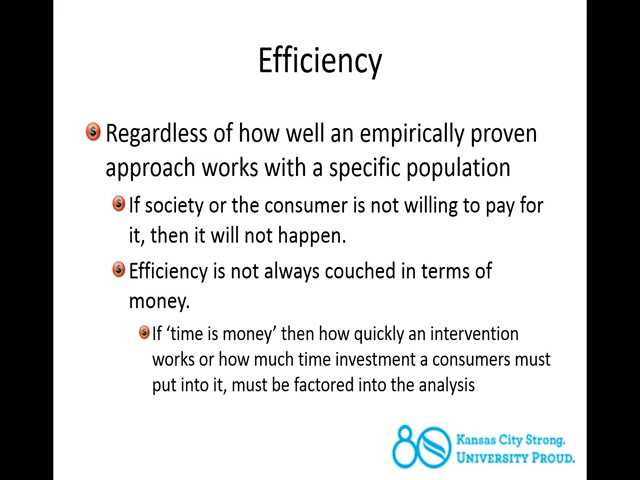 Efficiency
Regardless of how well an empirically proven
approach works with a specific population
If society or the consumer is not willing to pay for
it, then it will not happen.
Efficiency is not always couched in terms of
money.
If ‘time is money’ then how quickly an intervention
works or how much time investment a consumers must
put into it, must be factored into the analysis
Kansas City Strong.
UNIVERSITY PROUD.